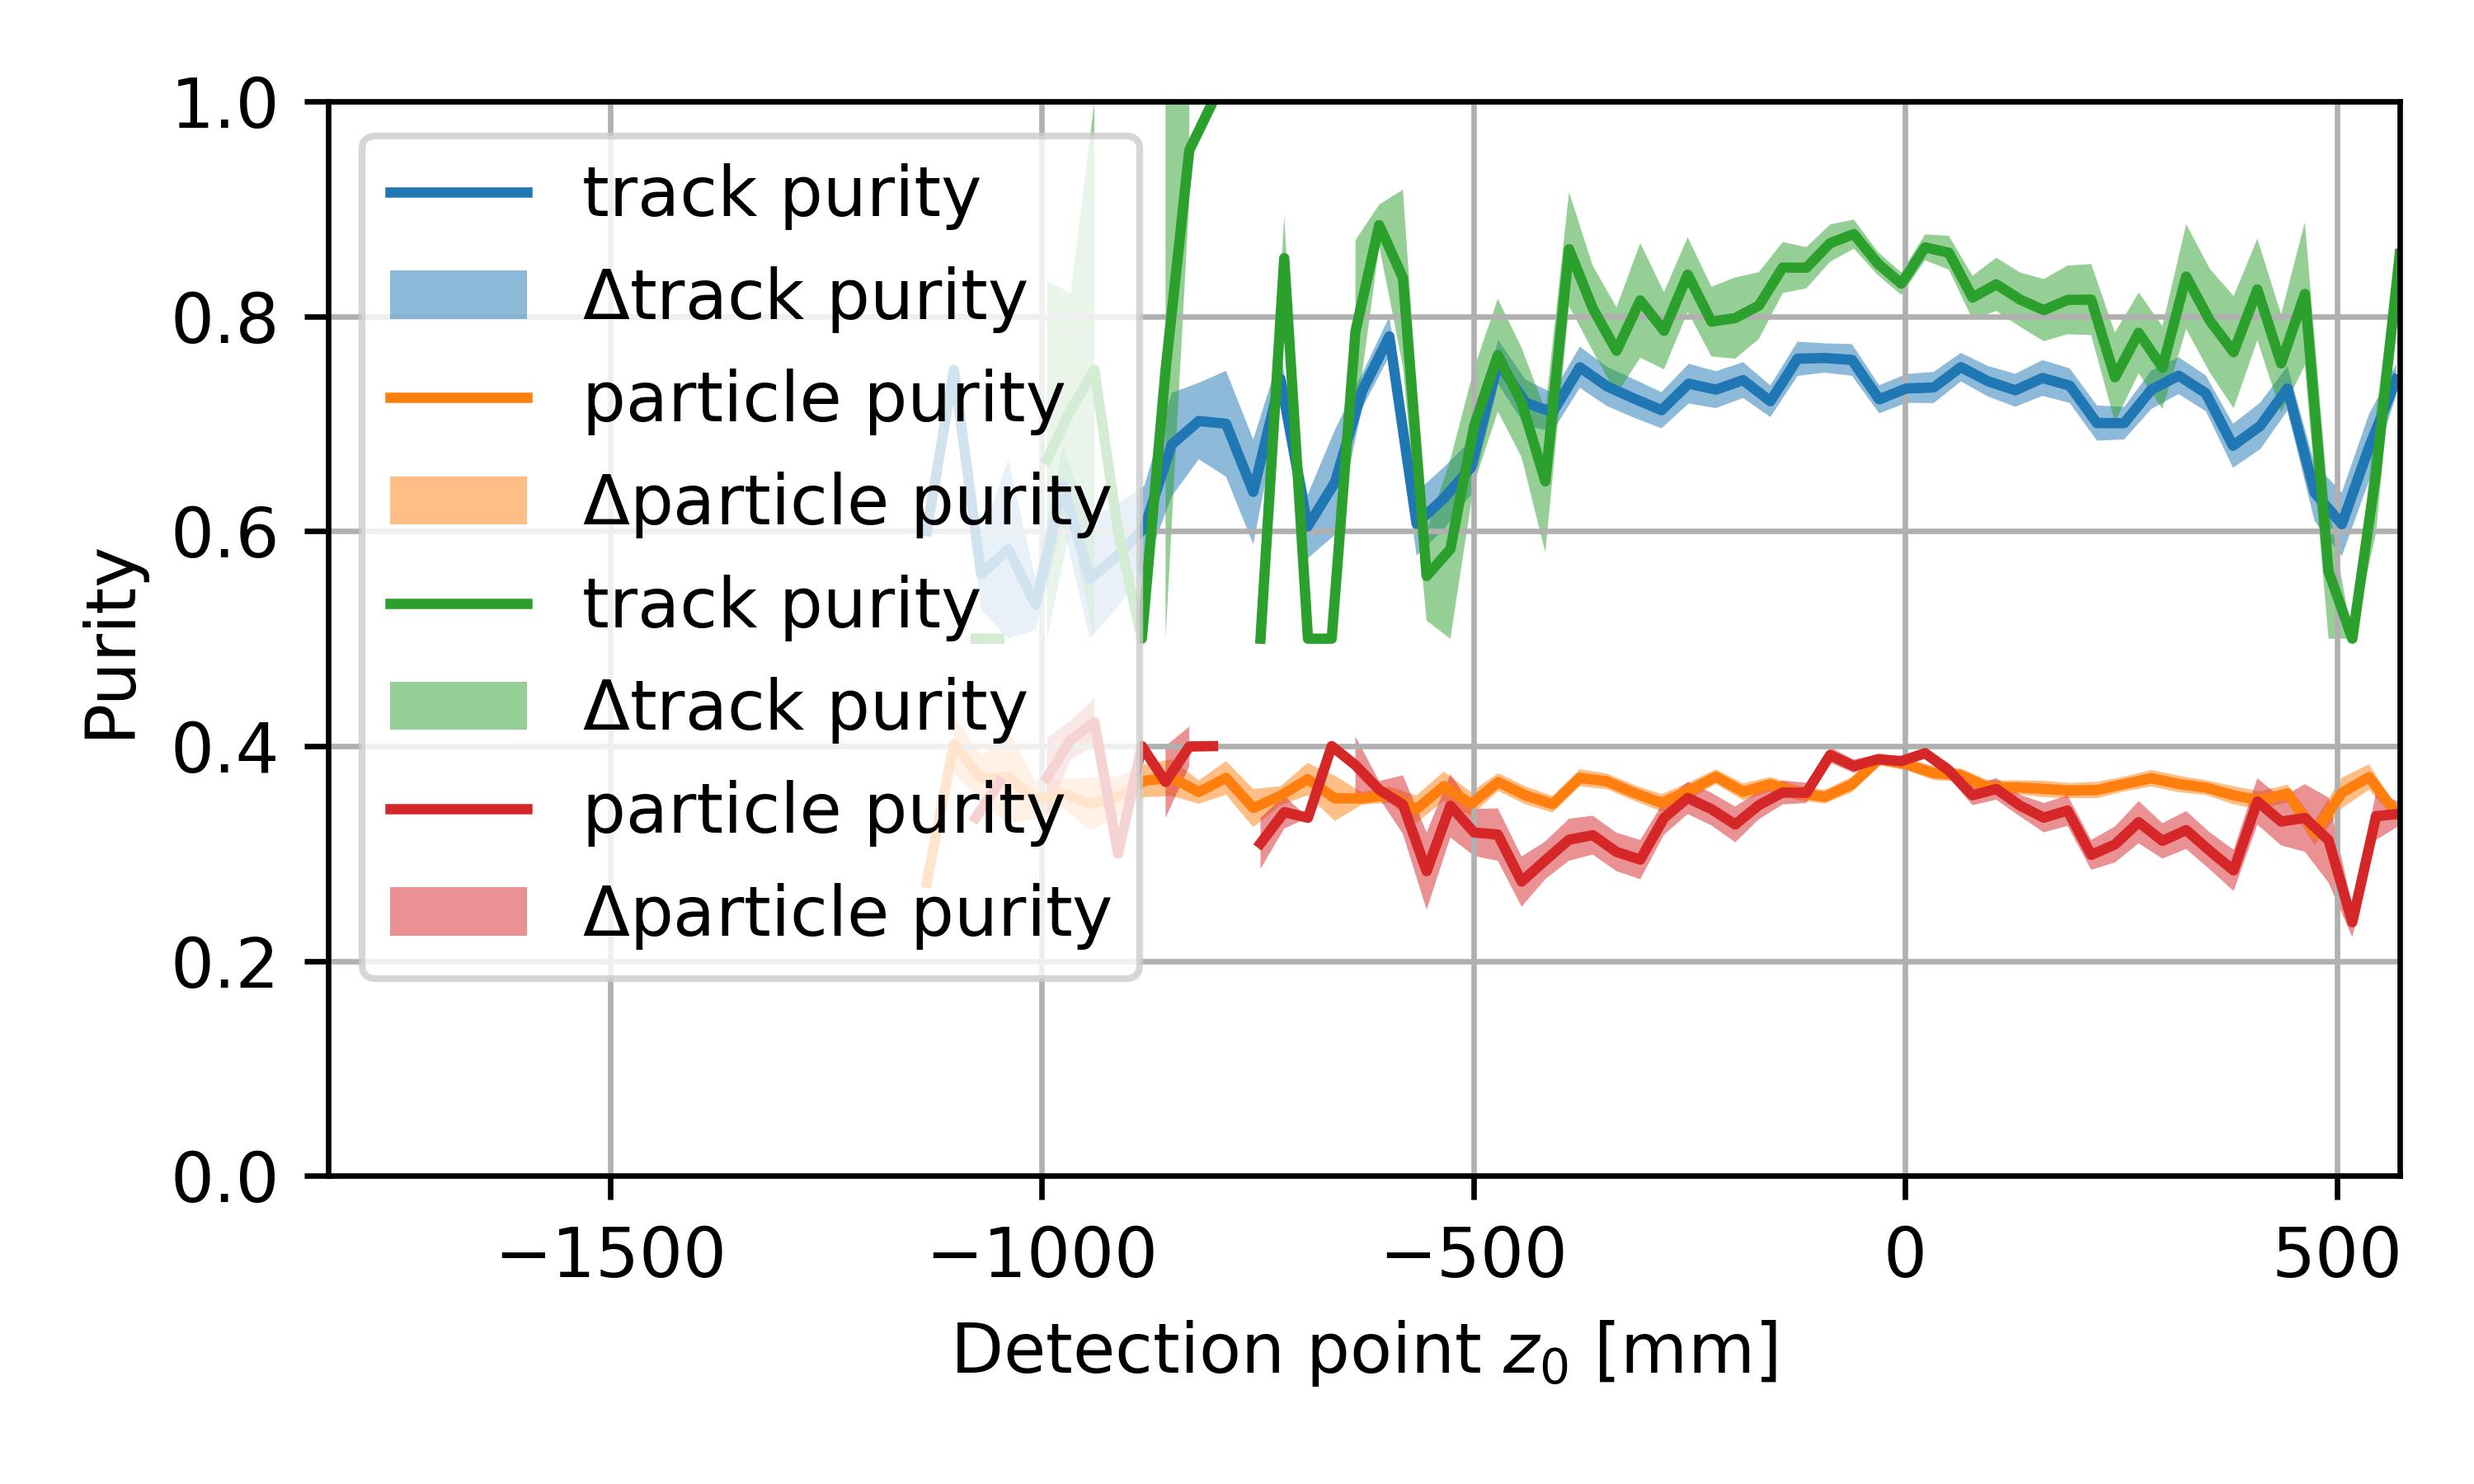 1.0
0.8
0.6
0.4
0.2
0.0
Purity
track purity
Δtrack purity
particle purity
Δparticle purity
track purity
Δtrack purity
particle purity
Δparticle purity
−1500 −1000 −500 0 500
Detection point z₀ [mm]